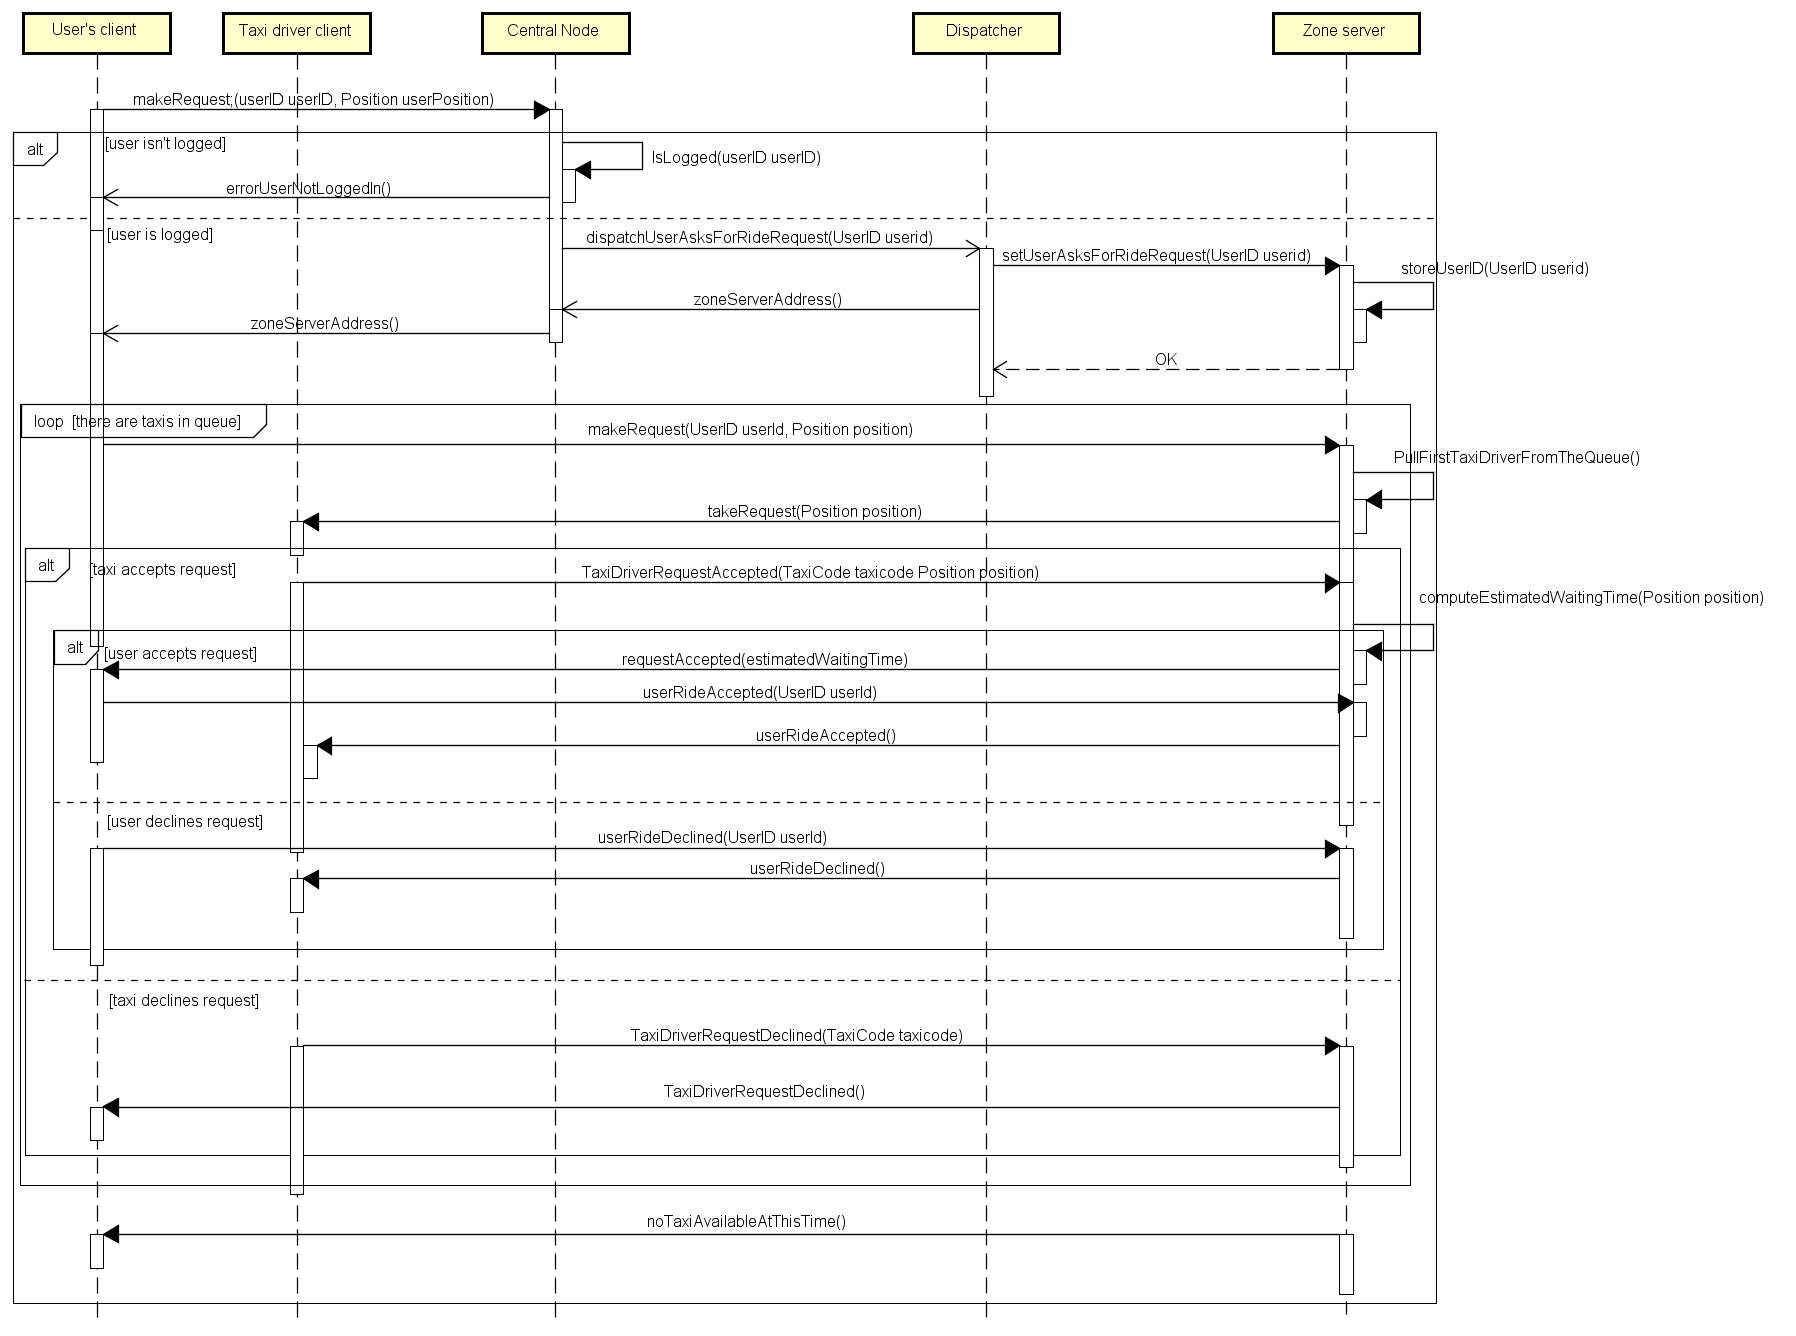 User's client
Taxi driver client
Central Node
Dispatcher
Zone server
makeRequest;(userID userID, Position userPosition)
alt
[user isn't logged]
IsLogged(userID userID)
errorUserNotLoggedIn()
[user is logged]
dispatchUserAsksForRideRequest(UserID userid)
setUserAsksForRideRequest(UserID userid)
storeUserID(UserID userid)
zoneServerAddress()
zoneServerAddress()
OK
loop [there are taxis in queue]
makeRequest(UserID userId, Position position)
PullFirstTaxiDriverFromTheQueue()
takeRequest(Position position)
alt
[taxi accepts request]
TaxiDriverRequestAccepted(TaxiCode taxicode Position position)
computeEstimatedWaitingTime(Position position)
alt
[user accepts request]
requestAccepted(estimatedWaitingTime)
userRideAccepted(UserID userId)
userRideAccepted()
[user declines request]
userRideDeclined(UserID userId)
userRideDeclined()
[taxi declines request]
TaxiDriverRequestDeclined(TaxiCode taxicode)
TaxiDriverRequestDeclined()
noTaxiAvailableAtThisTime()